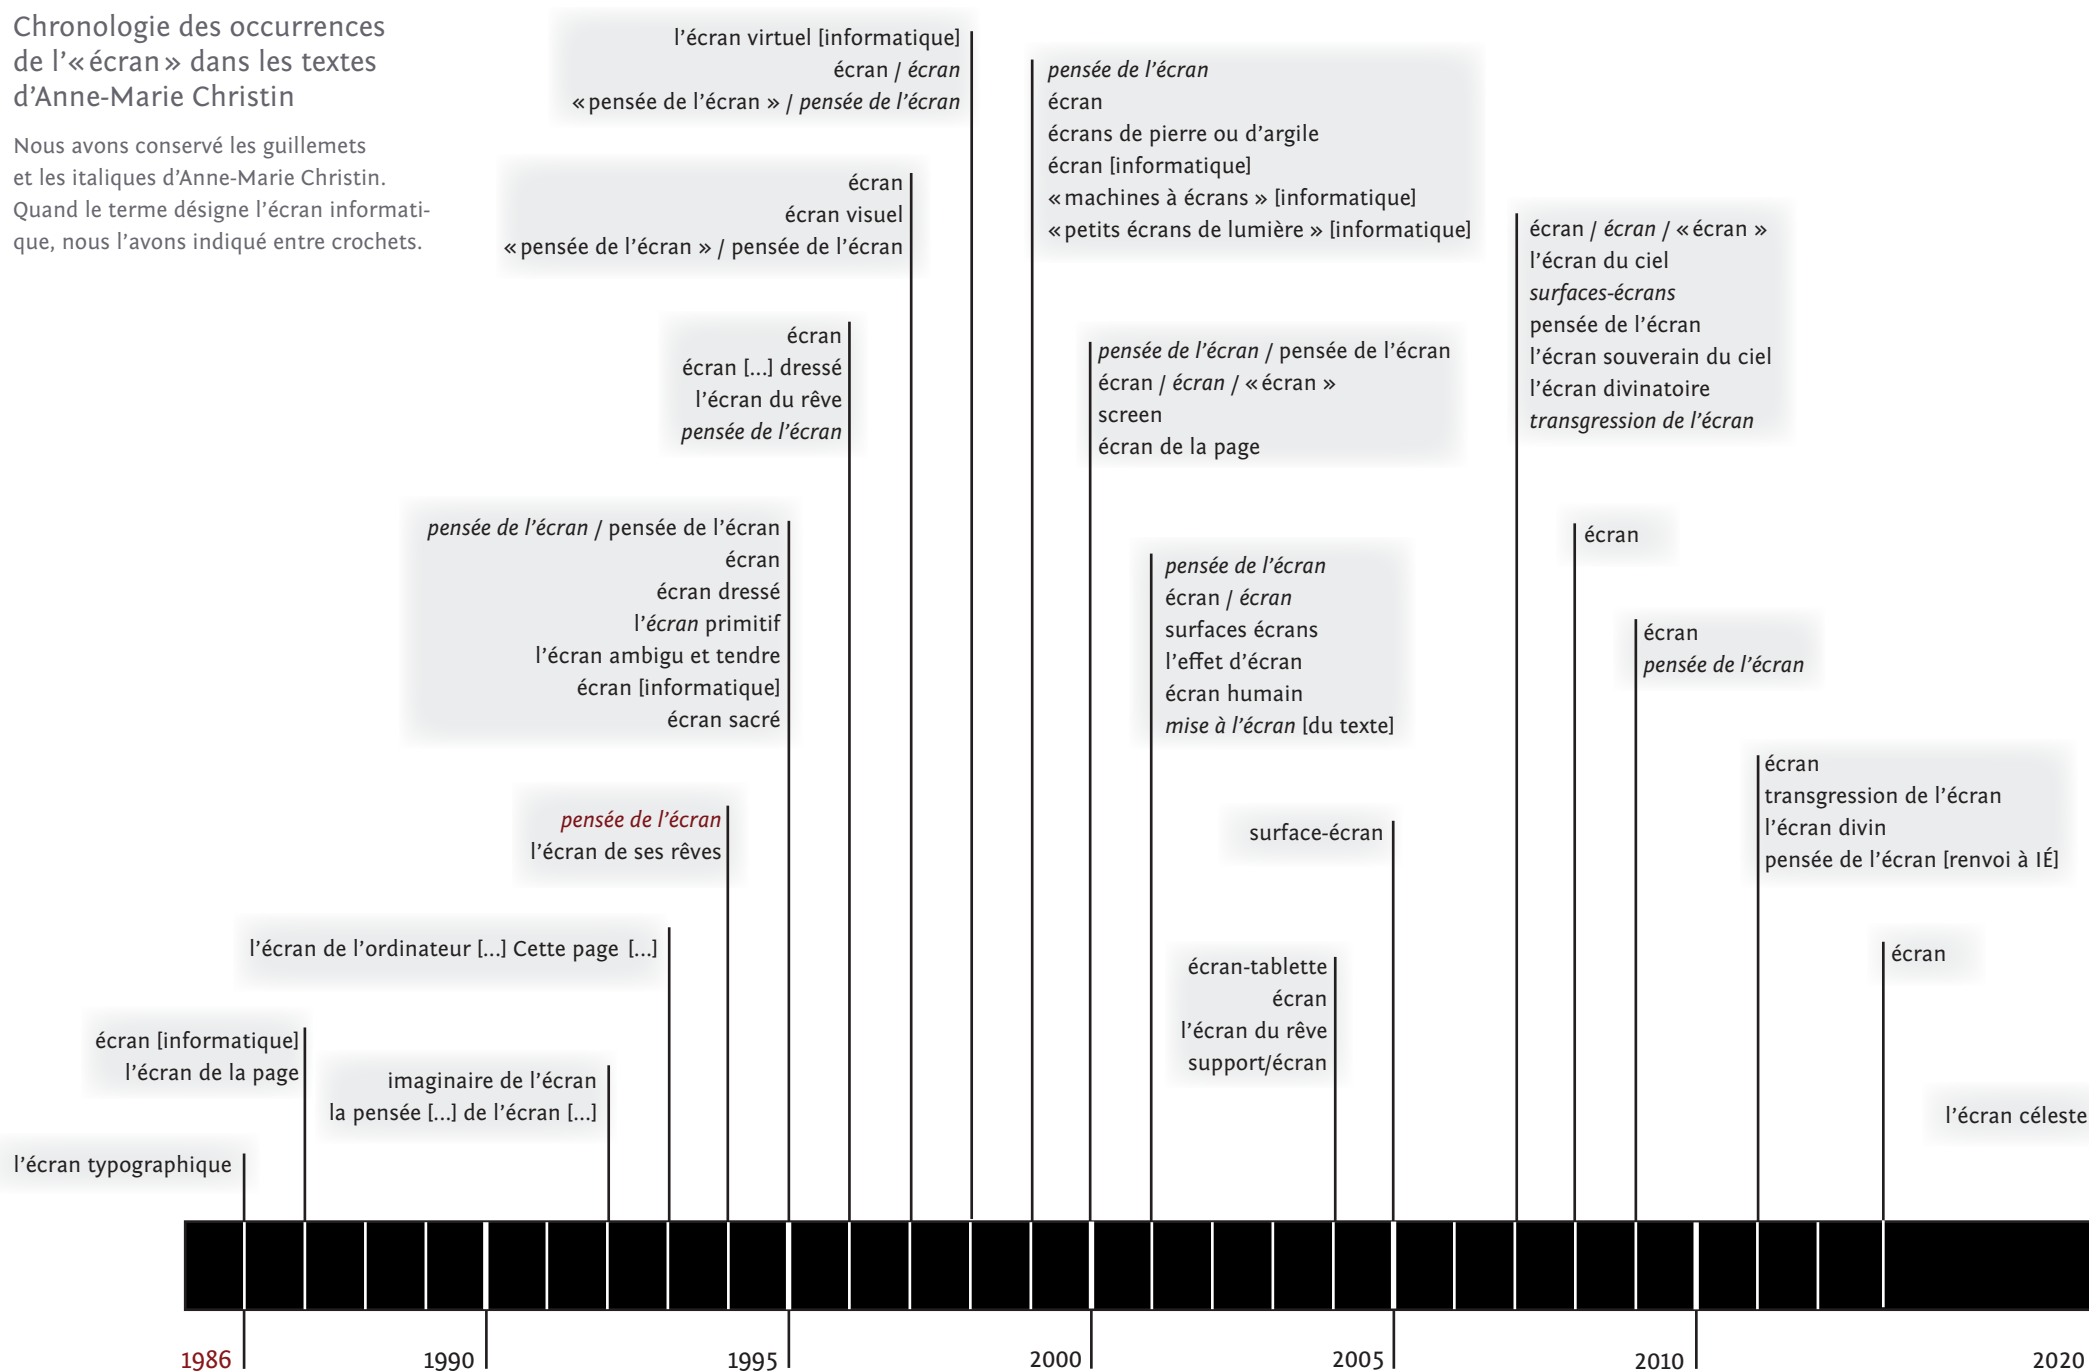 Chronologie des occurrences
de l’« écran » dans les textes
d’Anne-Marie Christin
Nous avons conservé les guillemets
et les italiques d’Anne-Marie Christin.
Quand le terme désigne l’écran informati-
que, nous l’avons indiqué entre crochets.
l’écran typographique
écran [informatique]
l’écran de la page
imaginaire de l’écran
la pensée [...] de l’écran [...]
l’écran de l’ordinateur [...] Cette page [...]
pensée de l’écran
l’écran de ses rêves
pensée de l’écran / pensée de l’écran
écran
écran dressé
l’écran primitif
l’écran ambigu et tendre
écran [informatique]
écran sacré
écran
écran [...] dressé
l’écran du rêve
pensée de l’écran
écran
écran visuel
« pensée de l’écran » / pensée de l’écran
l’écran virtuel [informatique]
écran / écran
« pensée de l’écran » / pensée de l’écran
pensée de l’écran
écran
écrans de pierre ou d’argile
écran [informatique]
« machines à écrans » [informatique]
« petits écrans de lumière » [informatique]
pensée de l’écran / pensée de l’écran
écran / écran / « écran »
screen
écran de la page
pensée de l’écran
écran / écran
surfaces écrans
l’effet d’écran
écran humain
mise à l’écran [du texte]
écran-tablette
écran
l’écran du rêve
support/écran
surface-écran
écran / écran / « écran »
l’écran du ciel
surfaces-écrans
pensée de l’écran
l’écran souverain du ciel
l’écran divinatoire
transgression de l’écran
écran
écran
pensée de l’écran
écran
transgression de l’écran
l’écran divin
pensée de l’écran [renvoi à IÉ]
écran
l’écran céleste
1986
1990
1995
2000
2005
2010
2020